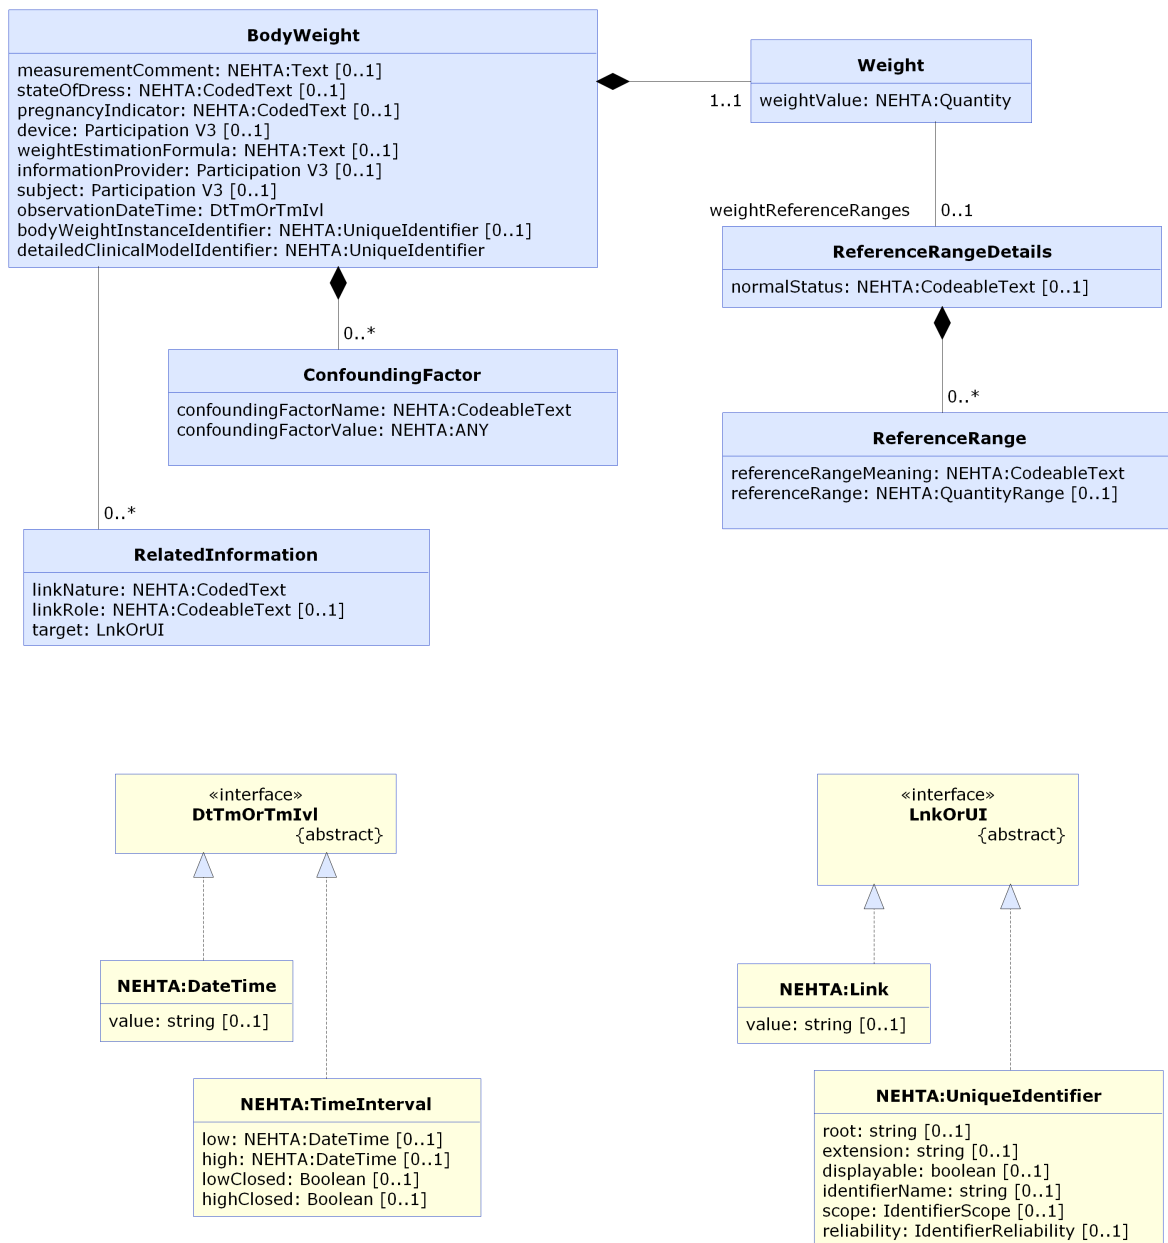 BodyWeight
measurementComment: NEHTA:Text [0..1]
stateOfDress: NEHTA:CodedText [0..1]
pregnancyIndicator: NEHTA:CodedText [0..1]
device: Participation V3 [0..1]
weightEstimationFormula: NEHTA:Text [0..1]
informationProvider: Participation V3 [0..1]
subject: Participation V3 [0..1]
observationDateTime: DtTmOrTmIvl
bodyWeightInstanceIdentifier: NEHTA:UniqueIdentifier [0..1]
detailedClinicalModelIdentifier: NEHTA:UniqueIdentifier
1..1
Weight
weightValue: NEHTA:Quantity
weightReferenceRanges
0..1
ReferenceRangeDetails
normalStatus: NEHTA:CodeableText [0..1]
0..*
ReferenceRange
referenceRangeMeaning: NEHTA:CodeableText
referenceRange: NEHTA:QuantityRange [0..1]
0..*
ConfoundingFactor
confoundingFactorName: NEHTA:CodeableText
confoundingFactorValue: NEHTA:ANY
0..*
RelatedInformation
linkNature: NEHTA:CodedText
linkRole: NEHTA:CodeableText [0..1]
target: LnkOrUI
«interface»
DtTmOrTmIvl
{abstract}
NEHTA:DateTime
value: string [0..1]
NEHTA:TimeInterval
low: NEHTA:DateTime [0..1]
high: NEHTA:DateTime [0..1]
lowClosed: Boolean [0..1]
highClosed: Boolean [0..1]
«interface»
LnkOrUI
{abstract}
NEHTA:Link
value: string [0..1]
NEHTA:UniqueIdentifier
root: string [0..1]
extension: string [0..1]
displayable: boolean [0..1]
identifierName: string [0..1]
scope: IdentifierScope [0..1]
reliability: IdentifierReliability [0..1]